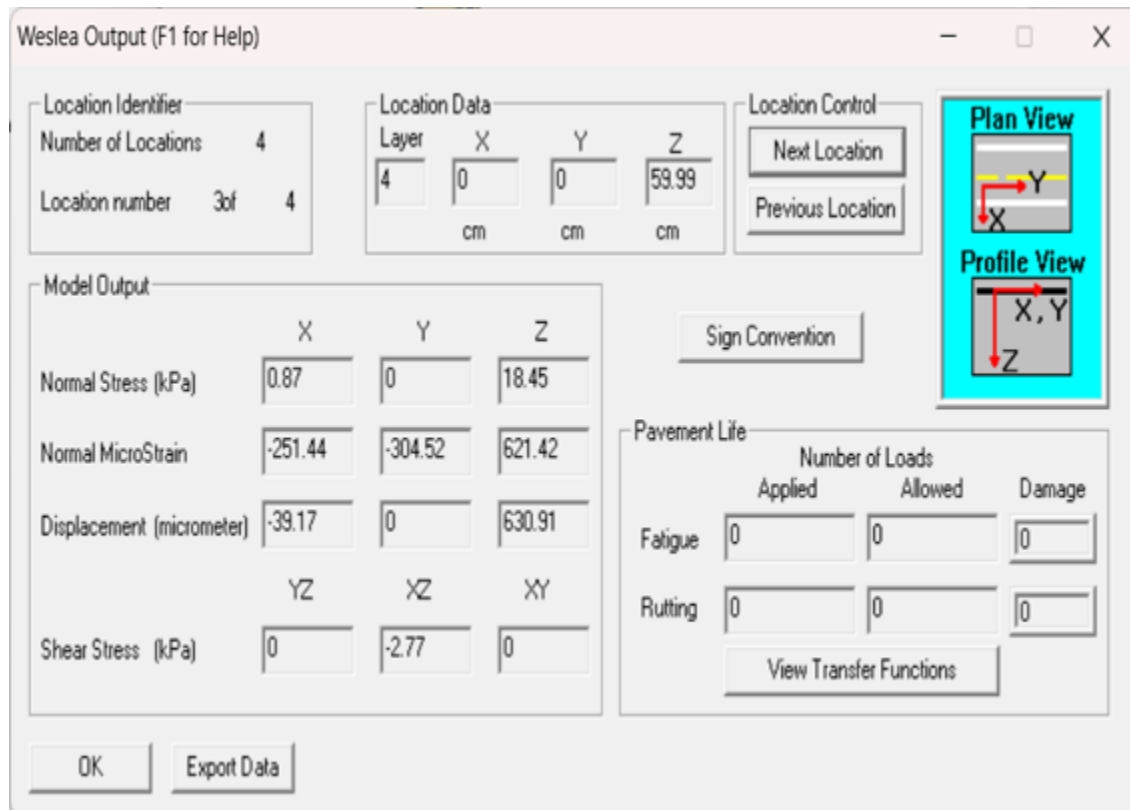 Weslea Output (F1 for Help)
Location Identifier
Number of Locations 4
Location number 3of 4
Location Data
Layer X Y Z
4 0 0 59.99
cm cm cm
Location Control
Next Location
Previous Location
Plan View
Y
X
Profile View
X, Y
Z
Model Output
X Y Z
Normal Stress (kPa) 0.87 0 18.45
Normal MicroStrain -251.44 -304.52 621.42
Displacement (micrometer) -39.17 0 630.91
YZ XZ XY
Shear Stress (kPa) 0 -2.77 0
Sign Convention
Pavement Life
Number of Loads
Applied Allowed Damage
Fatigue 0 0 0
Rutting 0 0 0
View Transfer Functions
OK Export Data